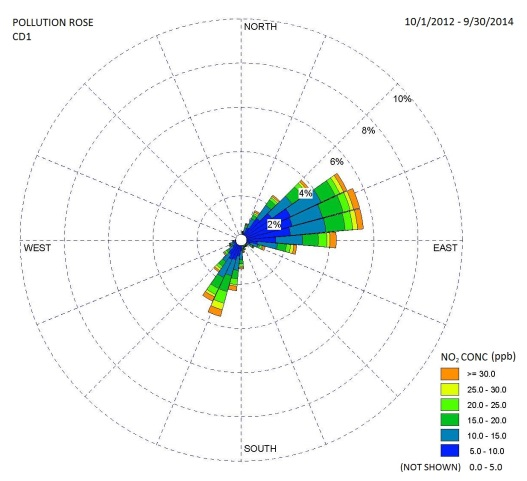 POLLUTION ROSE
CD1
10/1/2012 - 9/30/2014
NORTH
10%
8%
6%
4%
2%
WEST
EAST
SOUTH
NO₂ CONC (ppb)
>= 30.0
25.0 - 30.0
20.0 - 25.0
15.0 - 20.0
10.0 - 15.0
5.0 - 10.0
(NOT SHOWN) 0.0 - 5.0